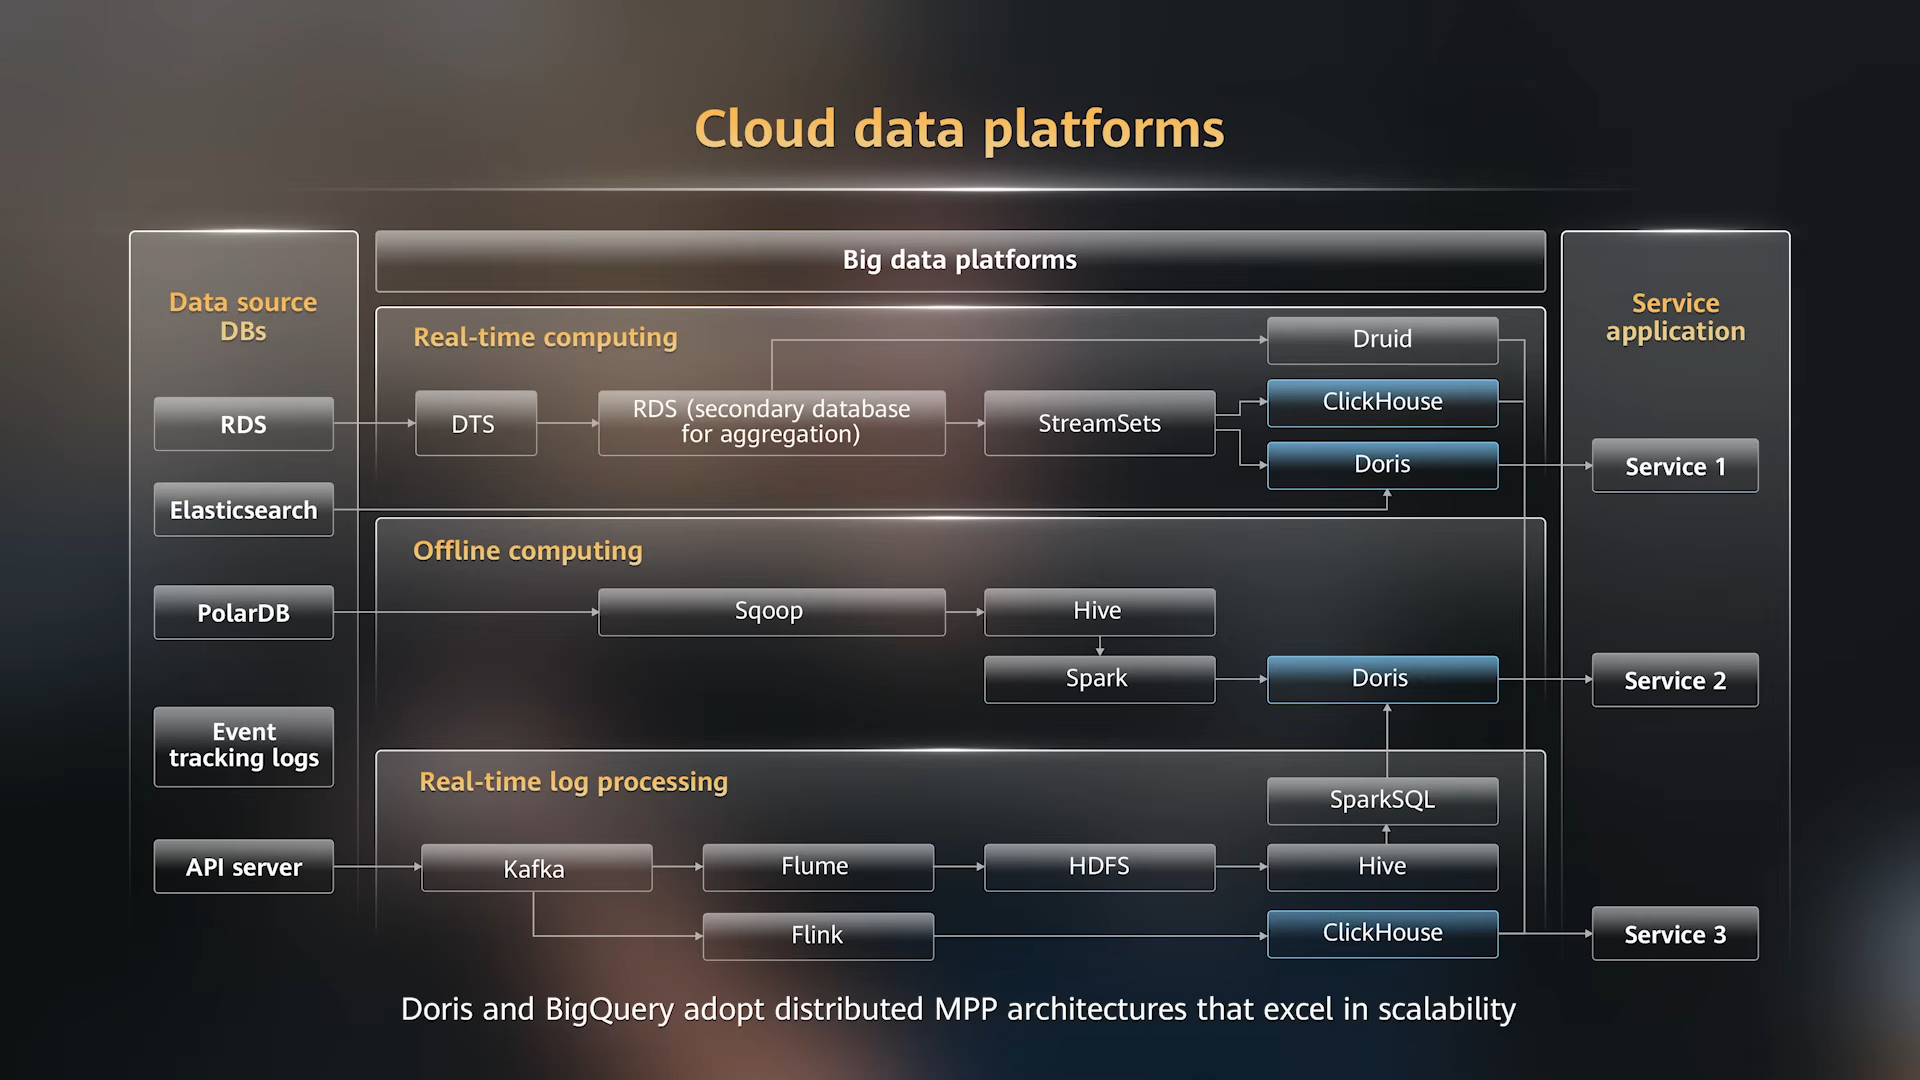 Cloud data platforms
Data source
DBs
RDS
Elasticsearch
PolarDB
Event
tracking logs
API server
Big data platforms
Real-time computing
DTS
RDS (secondary database
for aggregation)
StreamSets
Druid
ClickHouse
Doris
Offline computing
Sqoop
Hive
Spark
Doris
Real-time log processing
SparkSQL
Kafka
Flume
HDFS
Hive
Flink
ClickHouse
Service
application
Service 1
Service 2
Service 3
Doris and BigQuery adopt distributed MPP architectures that excel in scalability